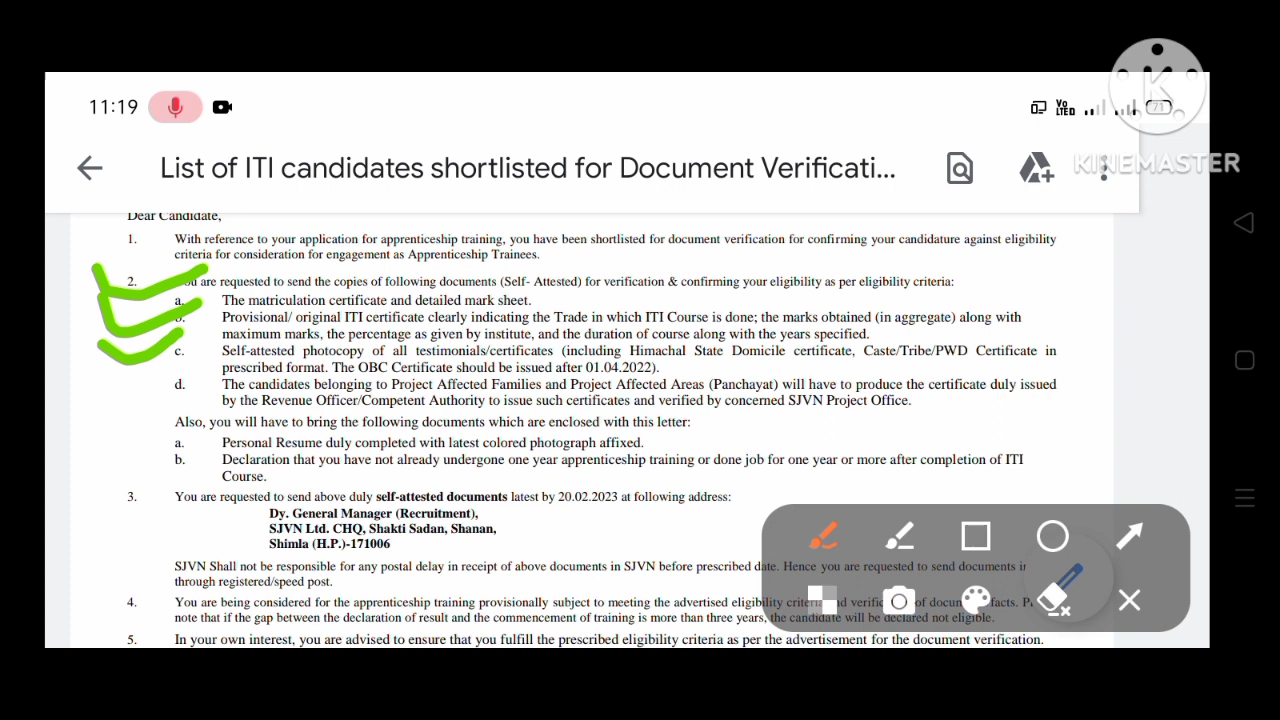 11:19
Vo LTED
71
K
KINEMASTER
List of ITI candidates shortlisted for Document Verificati...
Dear Candidate,
1. With reference to your application for apprenticeship training, you have been shortlisted for document verification for confirming your candidature against eligibility
criteria for consideration for engagement as Apprenticeship Trainees.
2. You are requested to send the copies of following documents (Self- Attested) for verification & confirming your eligibility as per eligibility criteria:
a. The matriculation certificate and detailed mark sheet.
b. Provisional/ original ITI certificate clearly indicating the Trade in which ITI Course is done; the marks obtained (in aggregate) along with
maximum marks, the percentage as given by institute, and the duration of course along with the years specified.
c. Self-attested photocopy of all testimonials/certificates (including Himachal State Domicile certificate, Caste/Tribe/PWD Certificate in
prescribed format. The OBC Certificate should be issued after 01.04.2022).
d. The candidates belonging to Project Affected Families and Project Affected Areas (Panchayat) will have to produce the certificate duly issued
by the Revenue Officer/Competent Authority to issue such certificates and verified by concerned SJVN Project Office.
Also, you will have to bring the following documents which are enclosed with this letter:
a. Personal Resume duly completed with latest colored photograph affixed.
b. Declaration that you have not already undergone one year apprenticeship training or done job for one year or more after completion of ITI
Course.
3. You are requested to send above duly self-attested documents latest by 20.02.2023 at following address:
Dy. General Manager (Recruitment),
SJVN Ltd. CHQ, Shakti Sadan, Shanan,
Shimla (H.P.)-171006
SJVN Shall not be responsible for any postal delay in receipt of above documents in SJVN before prescribed date. Hence you are requested to send documents
through registered/speed post.
4. You are being considered for the apprenticeship training provisionally subject to meeting the advertised eligibility criteria and of facts.
note that if the gap between the declaration of result and the commencement of training is more than three years, the candidate will be declared not eligible.
5. In your own interest, you are advised to ensure that you fulfill the prescribed eligibility criteria as per the advertisement for the document verification.